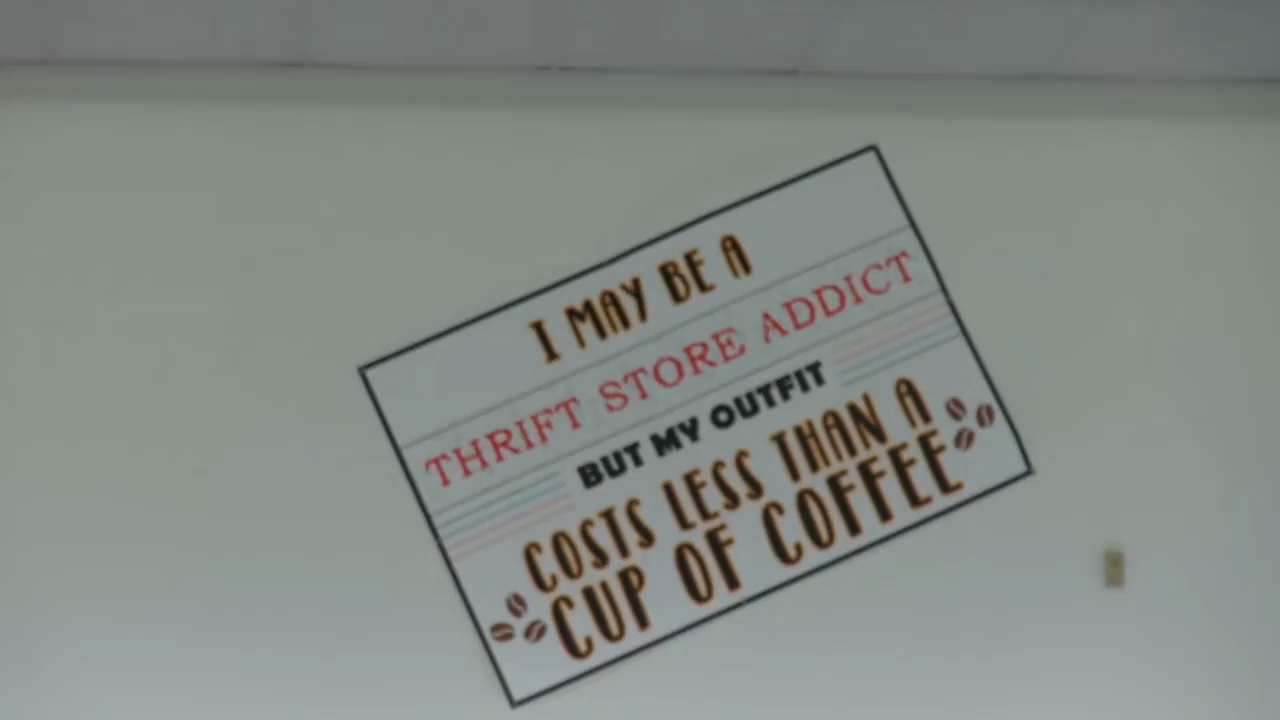 I MAY BE A
THRIFT STORE ADDICT
BUT MY OUTFIT
COSTS LESS THAN A
CUP OF COFFEE